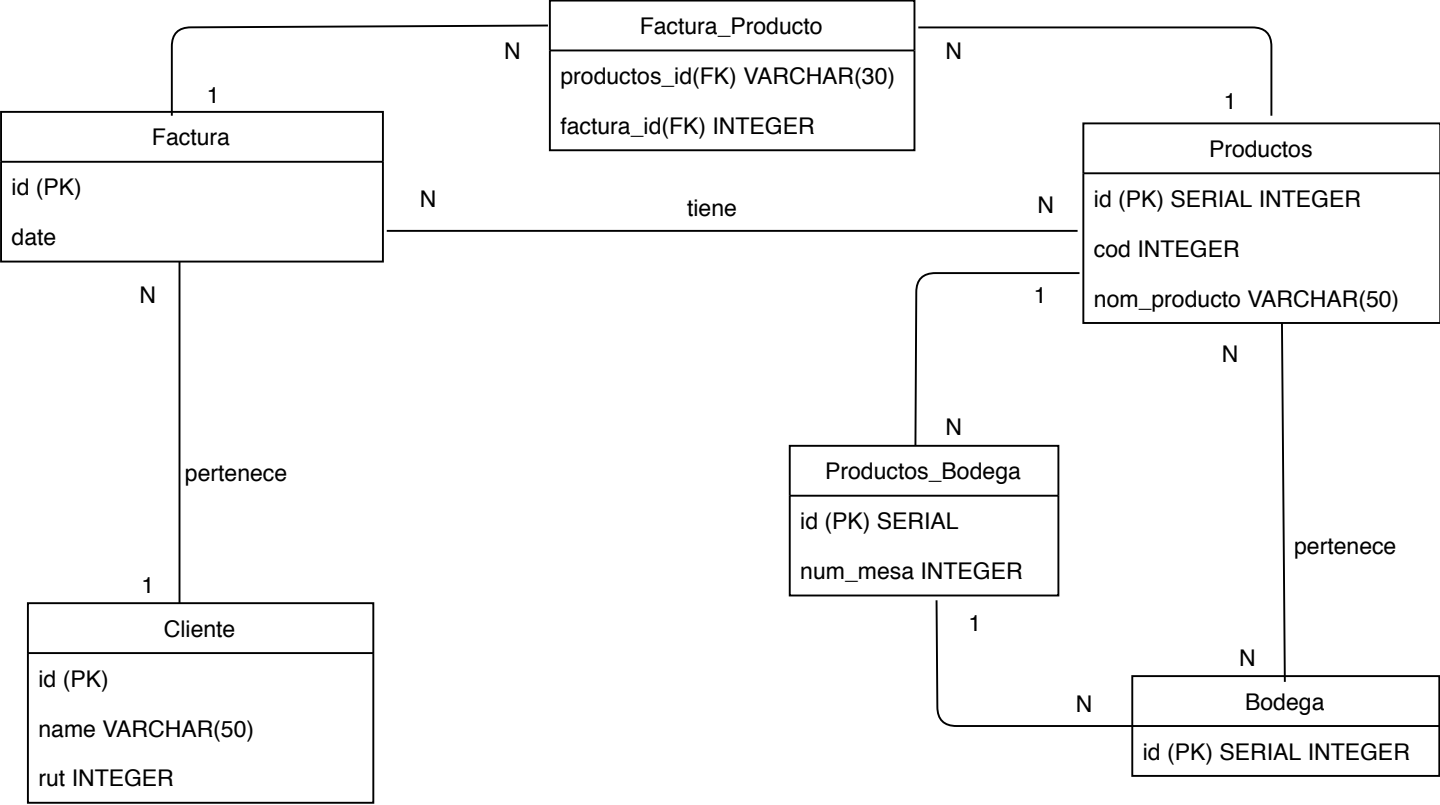 Factura_Producto
productos_id(FK) VARCHAR(30)
factura_id(FK) INTEGER
N
N
1
1
Factura
id (PK)
date
Productos
id (PK) SERIAL INTEGER
cod INTEGER
nom_producto VARCHAR(50)
N
tiene
N
N
1
N
N
Productos_Bodega
id (PK) SERIAL
num_mesa INTEGER
pertenece
pertenece
1
1
N
N
Cliente
id (PK)
name VARCHAR(50)
rut INTEGER
Bodega
id (PK) SERIAL INTEGER